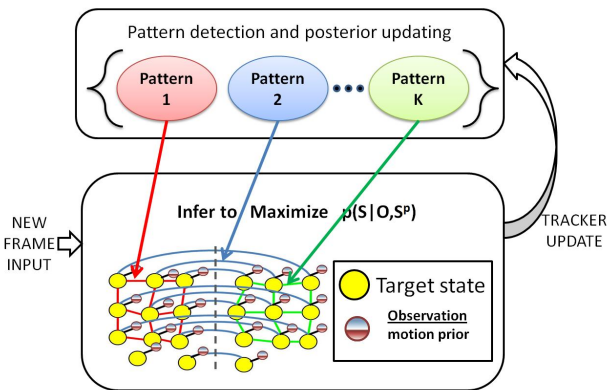 Pattern detection and posterior updating
Pattern
1
Pattern
2
Pattern
K
Infer to Maximize p(S|O,Sᵖ)
NEW
FRAME
INPUT
TRACKER
UPDATE
Target state
Observation
motion prior